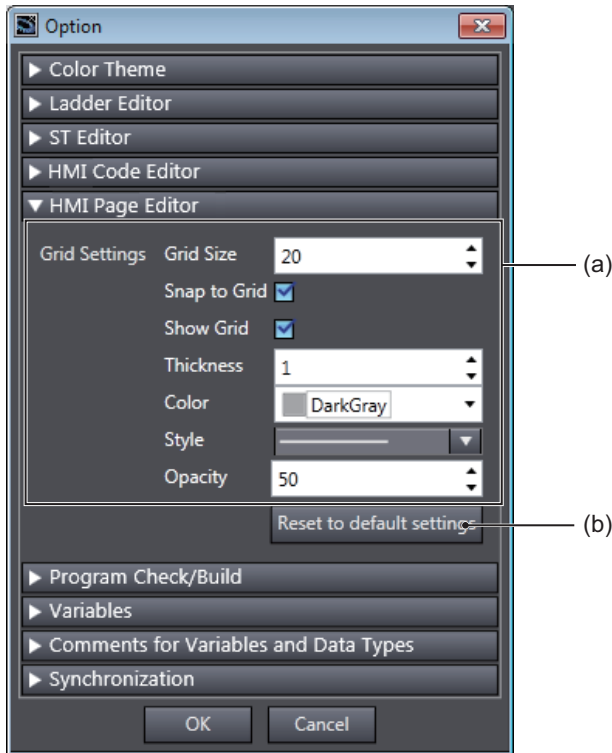 Option
Color Theme
Ladder Editor
ST Editor
HMI Code Editor
HMI Page Editor
Grid Settings Grid Size 20
(a)
Snap to Grid
Show Grid
Thickness 1
Color DarkGray
Style
Opacity 50
Reset to default settings
(b)
Program Check/Build
Variables
Comments for Variables and Data Types
Synchronization
OK Cancel